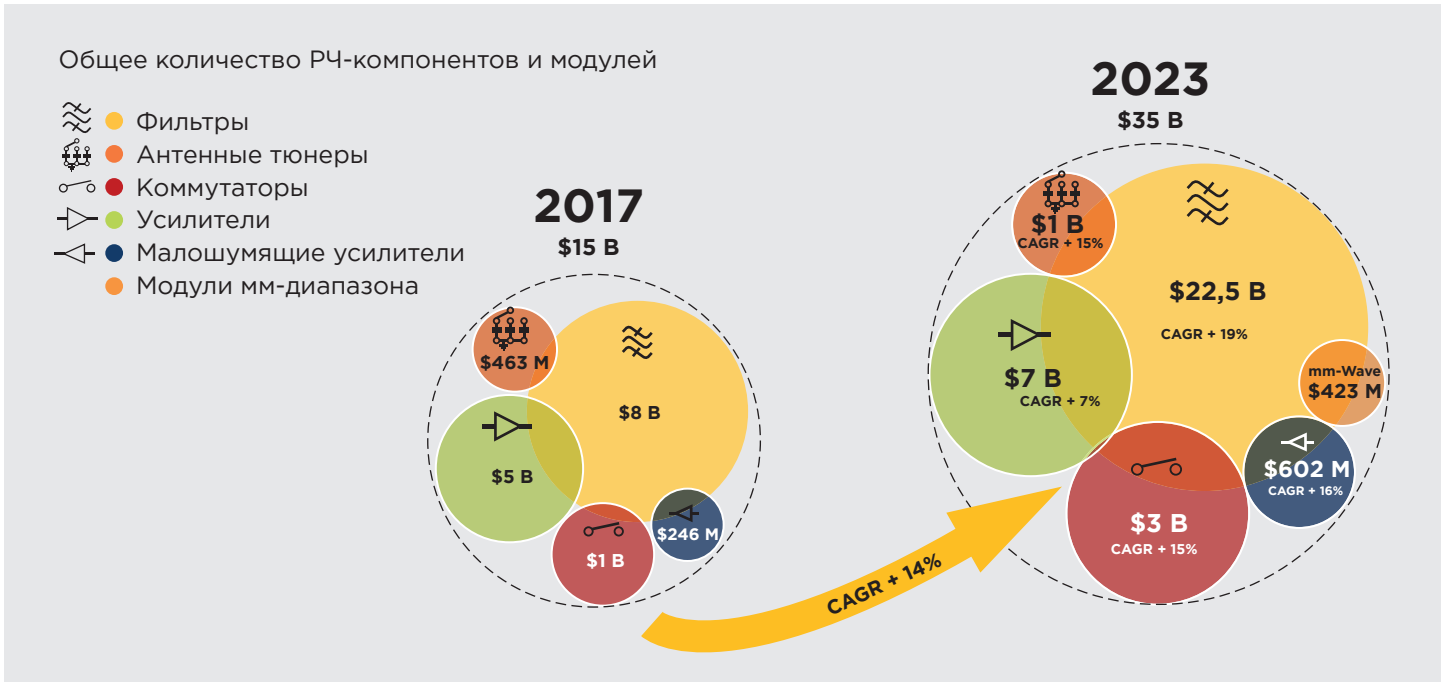 Общее количество РЧ-компонентов и модулей
Фильтры
Антенные тюнеры
Коммутаторы
Усилители
Малошумящие усилители
Модули мм-диапазона
2017
$15 B
$463 M
$8 B
$5 B
$1 B
$246 M
CAGR + 14%
2023
$35 B
$1 B
CAGR + 15%
$22,5 B
CAGR + 19%
$7 B
CAGR + 7%
mm-Wave
$423 M
$602 M
CAGR + 16%
$3 B
CAGR + 15%